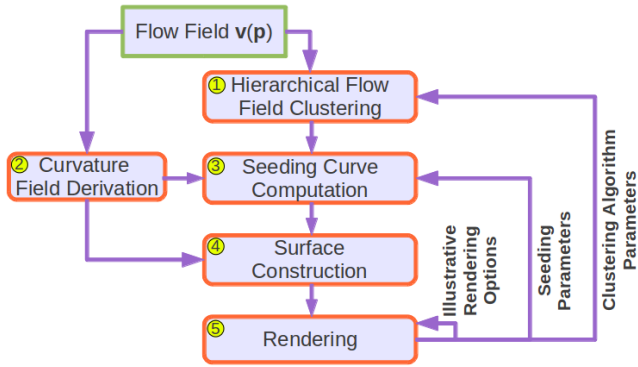 Flow Field v(p)
1 Hierarchical Flow
Field Clustering
2 Curvature
Field Derivation
3 Seeding Curve
Computation
4 Surface
Construction
5 Rendering
Illustrative
Rendering
Options
Seeding
Parameters
Clustering Algorithm
Parameters